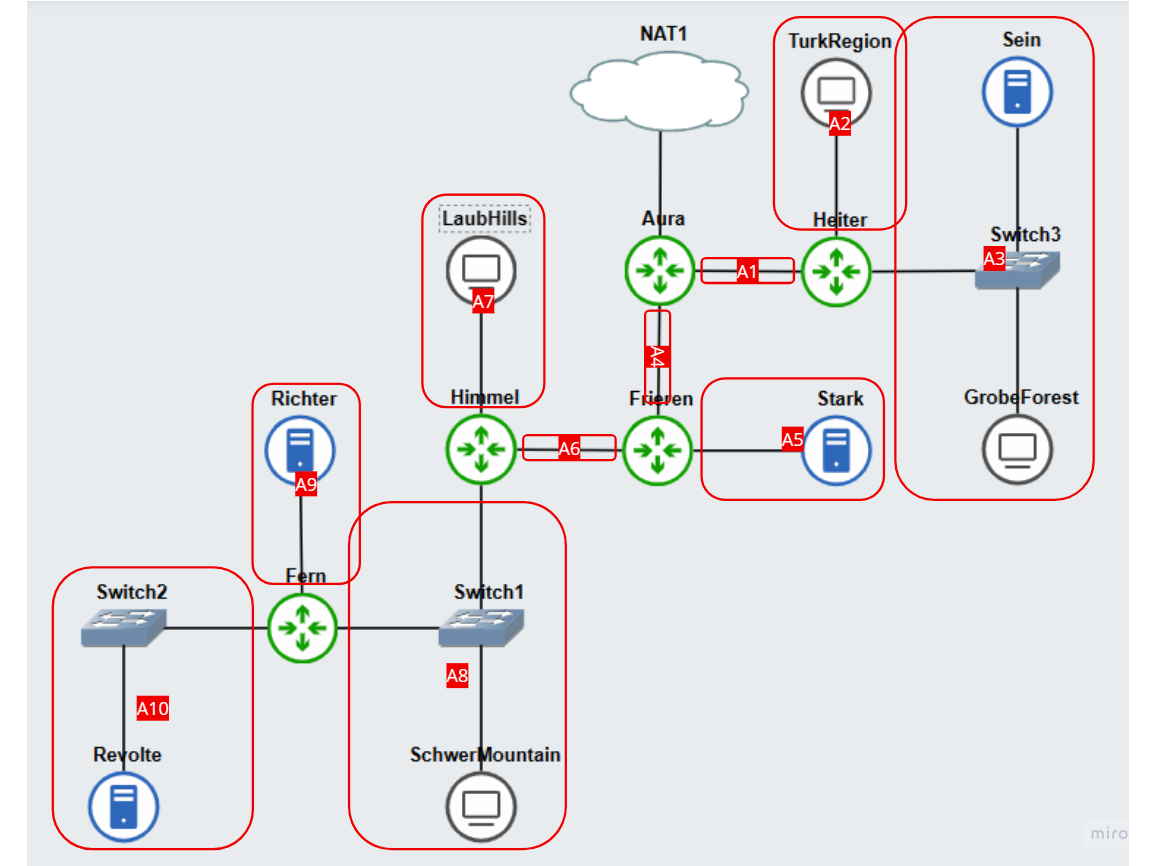 NAT1
TurkRegion
Sein
A2
LaubHills
Aura
Heiter
Switch3
A3
A1
A7
A4
Richter
Himmel
Frieren
Stark
GrobeForest
A6
A5
A9
Fern
Switch2
Switch1
A8
A10
Revolte
SchwerMountain
miro